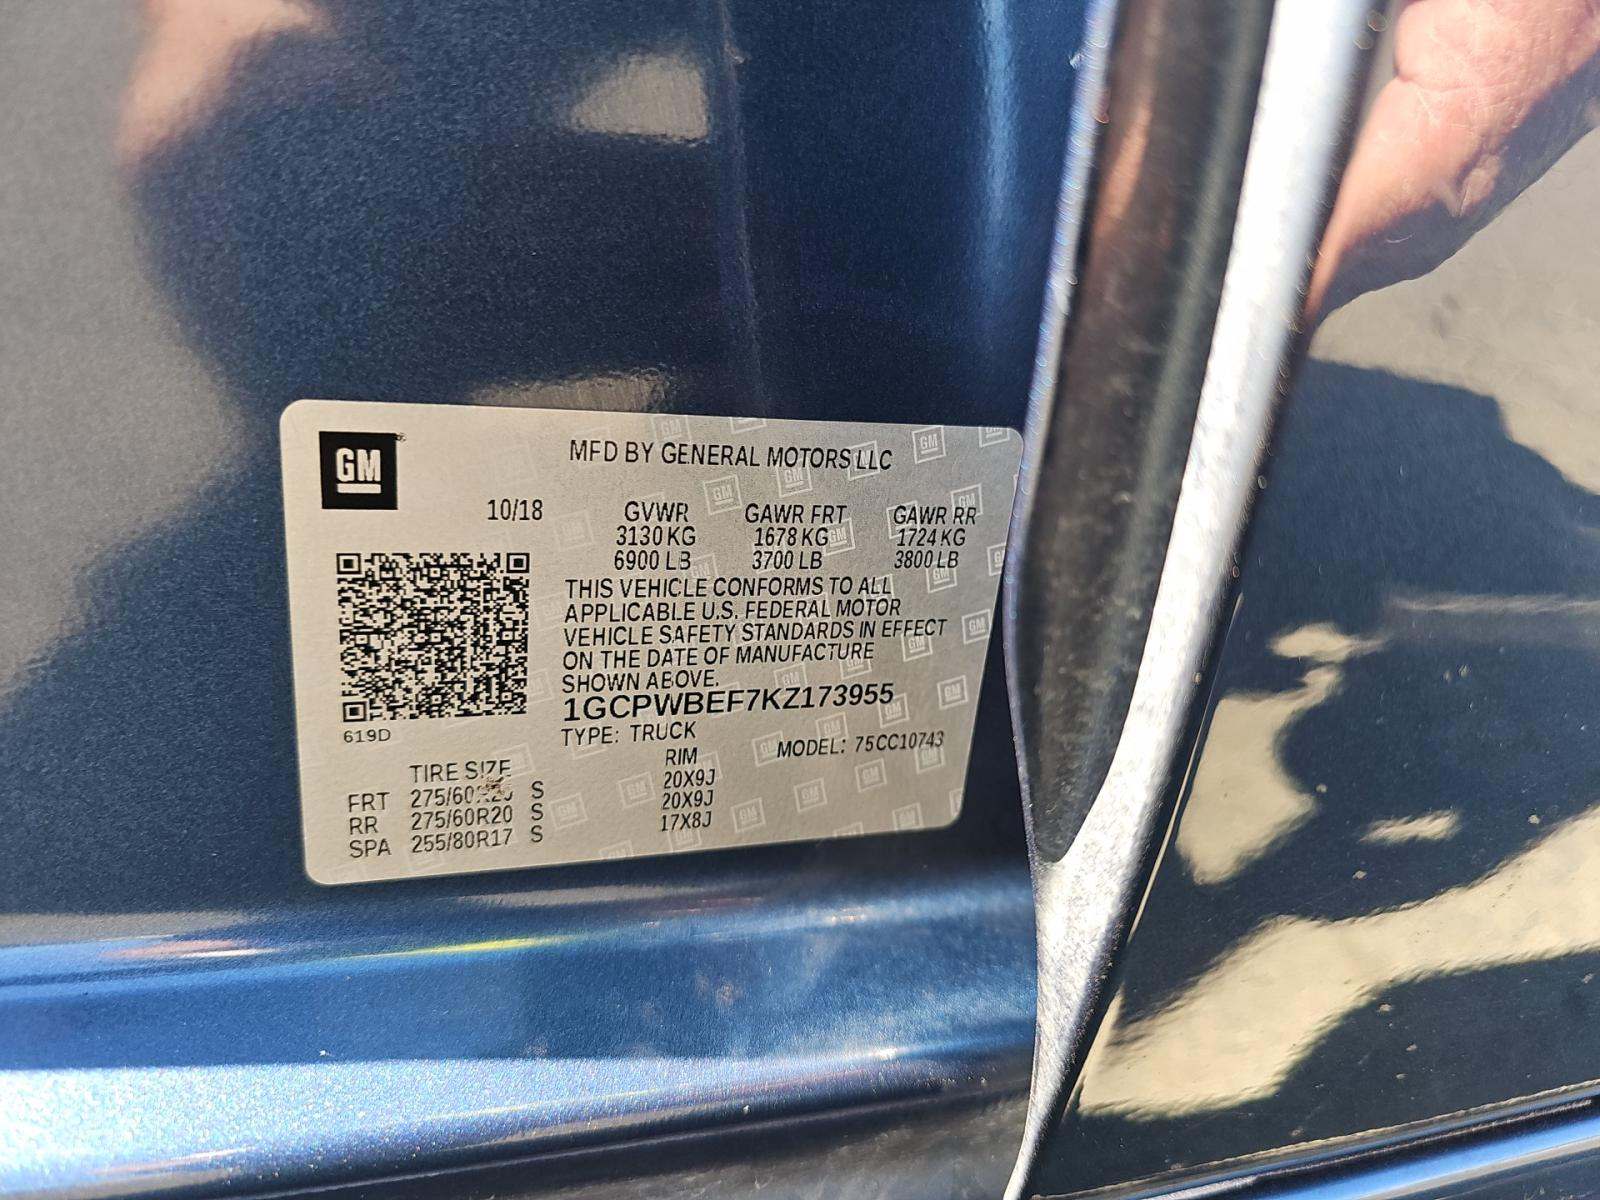 GM
MFD BY GENERAL MOTORS LLC
10/18 GVWR GAWR FRT GAWR RR
3130 KG 1678 KG 1724 KG
6900 LB 3700 LB 3800 LB
THIS VEHICLE CONFORMS TO ALL
APPLICABLE U.S. FEDERAL MOTOR
VEHICLE SAFETY STANDARDS IN EFFECT
ON THE DATE OF MANUFACTURE
SHOWN ABOVE.
1GCPWBEF7KZ173955
619D
TYPE: TRUCK MODEL: 75CC10743
TIRE SIZE RIM
FRT 275/60R20 S 20X9J
RR 275/60R20 S 20X9J
SPA 255/80R17 S 17X8J